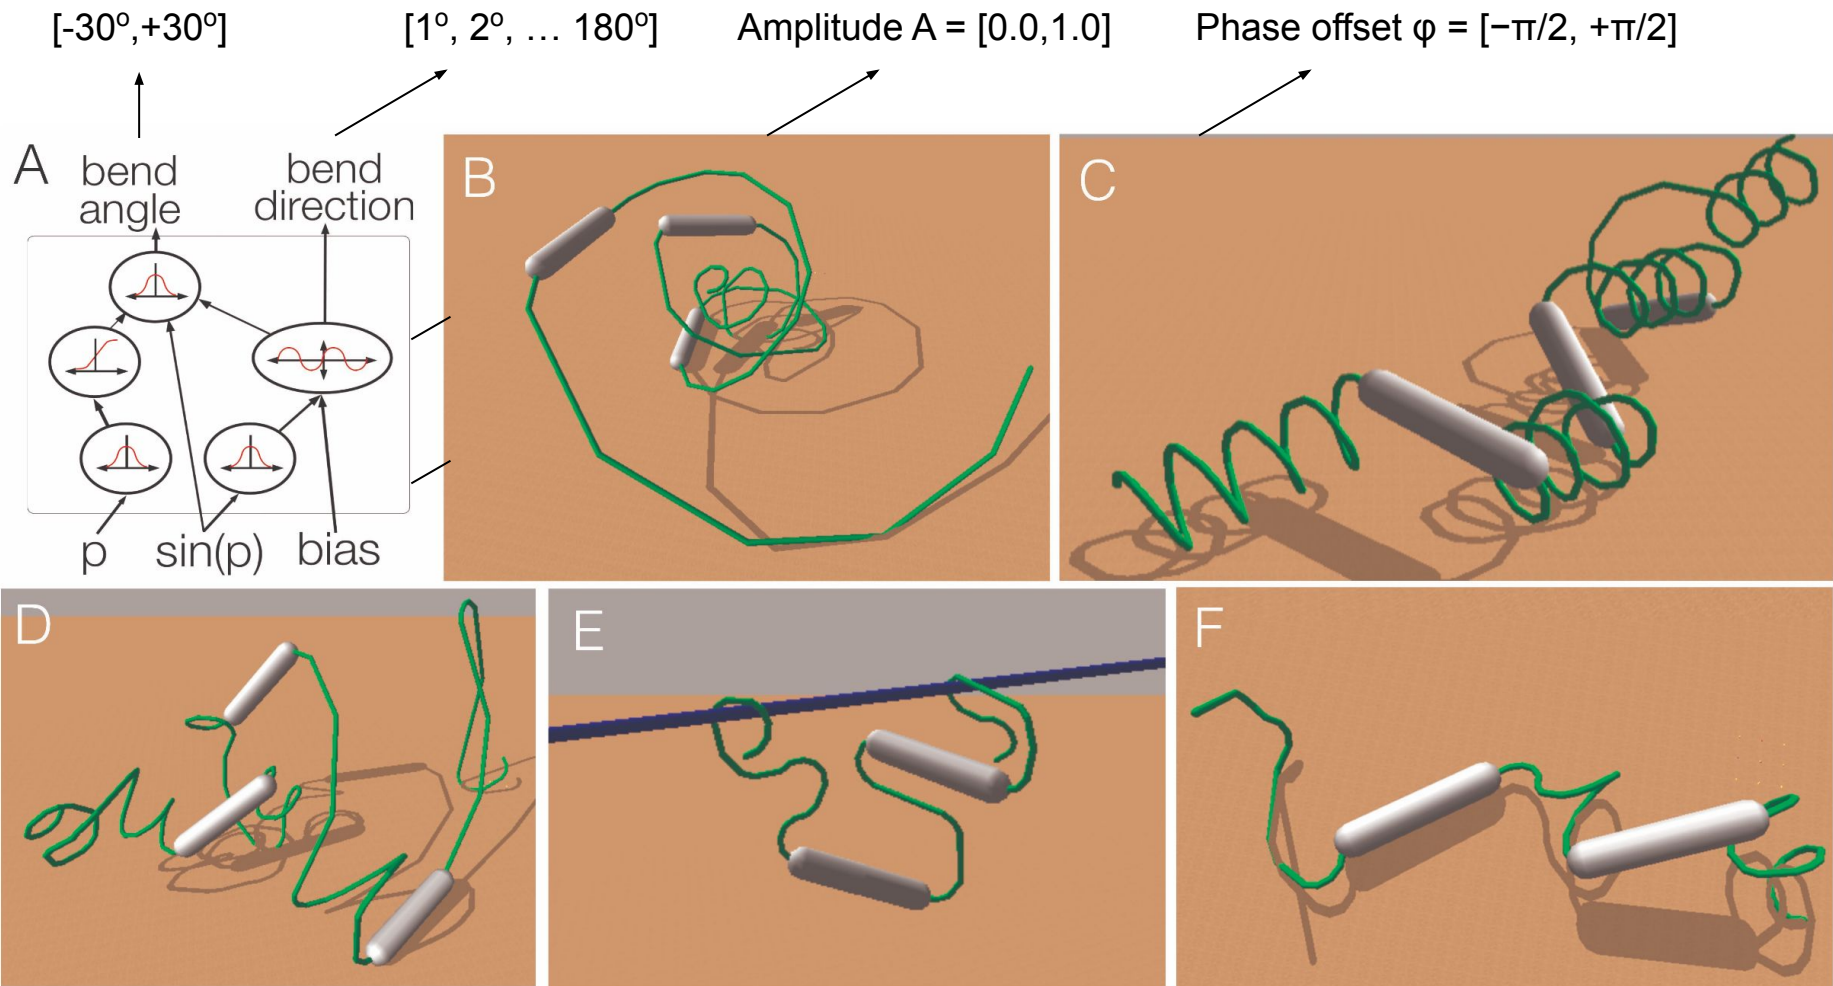 [-30º,+30º]
[1º, 2º, … 180º]
Amplitude A = [0.0,1.0]
Phase offset φ = [−π/2, +π/2]
A
bend
angle
bend
direction
p
sin(p)
bias
B
C
D
E
F